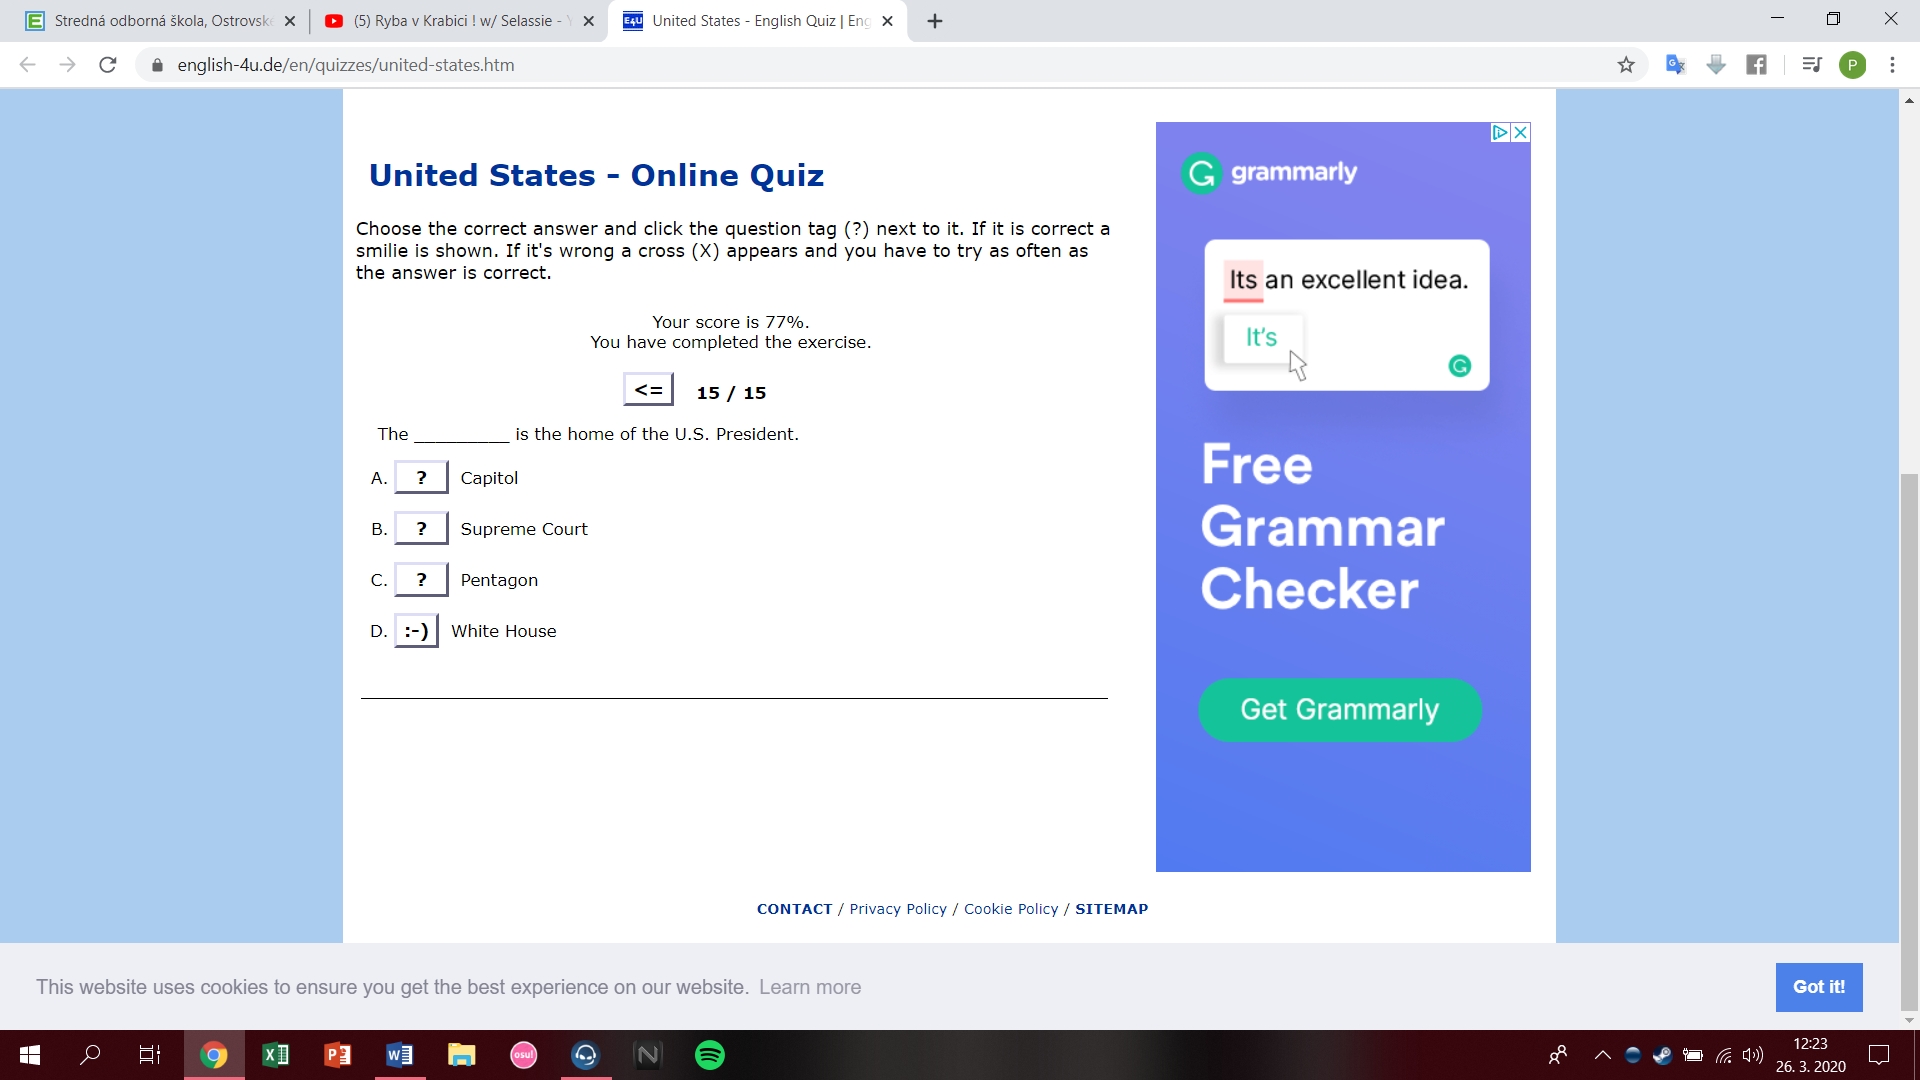 Stredná odborná škola, Ostrovsk
(5) Ryba v Krabici ! w/ Selassie -
E4U United States - English Quiz | Eng
english-4u.de/en/quizzes/united-states.htm
P
United States - Online Quiz
Choose the correct answer and click the question tag (?) next to it. If it is correct a
smilie is shown. If it's wrong a cross (X) appears and you have to try as often as
the answer is correct.
Your score is 77%.
You have completed the exercise.
<= 15 / 15
The _________ is the home of the U.S. President.
A. ? Capitol
B. ? Supreme Court
C. ? Pentagon
D. :-) White House
grammarly
Its an excellent idea.
It's
Free
Grammar
Checker
Get Grammarly
CONTACT / Privacy Policy / Cookie Policy / SITEMAP
This website uses cookies to ensure you get the best experience on our website. Learn more
Got it!
osu!
12:23
26. 3. 2020